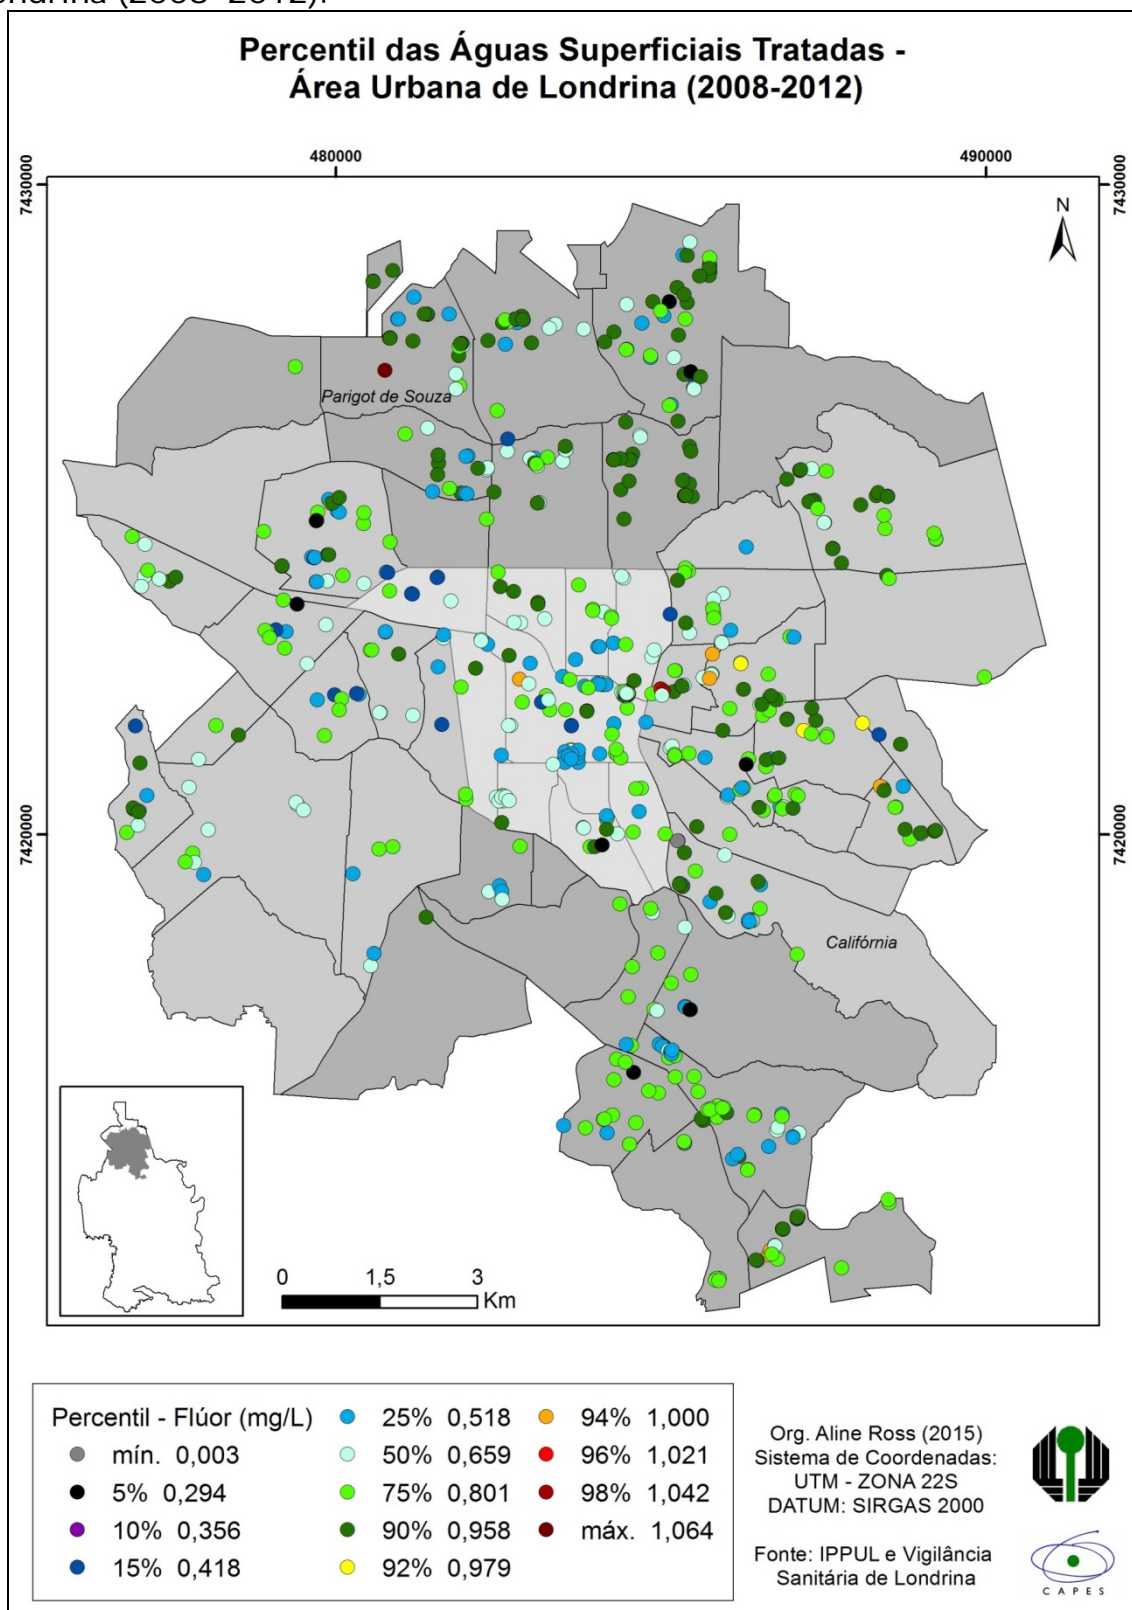 ondrina (2008-2012).
Percentil das Águas Superficiais Tratadas -
Área Urbana de Londrina (2008-2012)
480000
490000
7430000
7430000
N
Parigot de Souza
7420000
7420000
Califórnia
0
1,5
3
Km
Percentil - Flúor (mg/L)
mín. 0,003
5% 0,294
10% 0,356
15% 0,418
25% 0,518
50% 0,659
75% 0,801
90% 0,958
92% 0,979
94% 1,000
96% 1,021
98% 1,042
máx. 1,064
Org. Aline Ross (2015)
Sistema de Coordenadas:
UTM - ZONA 22S
DATUM: SIRGAS 2000
Fonte: IPPUL e Vigilância
Sanitária de Londrina
CAPES